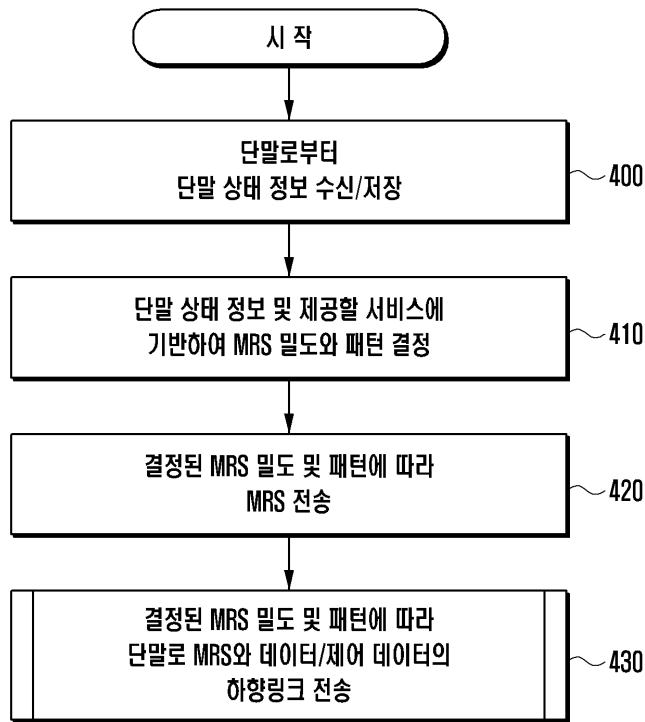 시 작
단말로부터
단말 상태 정보 수신/저장
400
단말 상태 정보 및 제공할 서비스에
기반하여 MRS 밀도와 패턴 결정
410
결정된 MRS 밀도 및 패턴에 따라
MRS 전송
420
결정된 MRS 밀도 및 패턴에 따라
단말로 MRS와 데이터/제어 데이터의
하향링크 전송
430